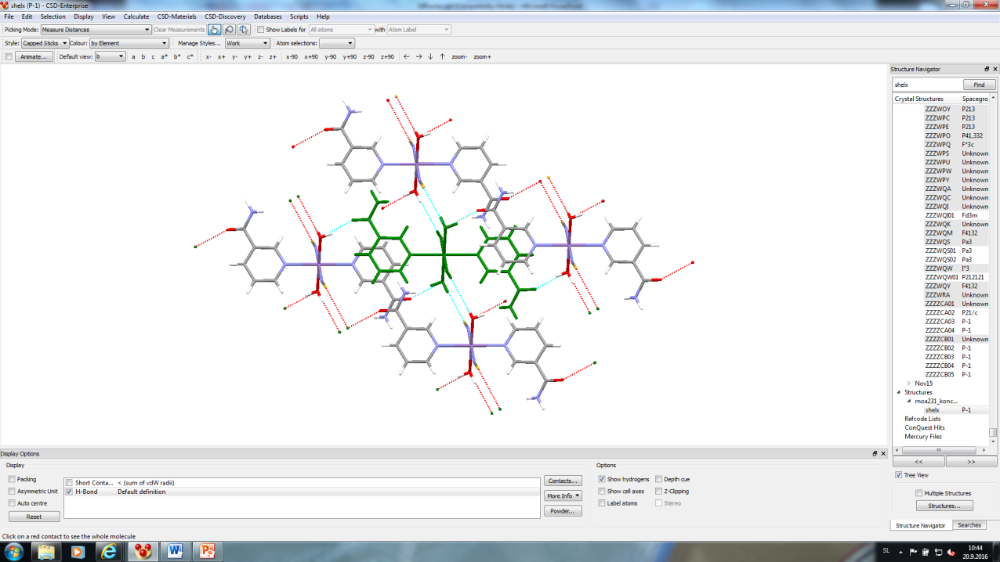 shelx (P-1) - CSD-Enterprise
File Edit Selection Display View Calculate CSD-Materials CSD-Discovery Databases Scripts Help
Picking Mode: Measure Distances Clear Measurements Show Labels for All atoms with Atom Label
Style: Capped Sticks Colour: by Element Manage Styles... Work Atom selections:
Animate... Default view: b a b c a* b* c* x- x+ y- y+ z- z+ x-90 x+90 y-90 y+90 z-90 z+90 zoom- zoom+
Structure Navigator
shelx Find
Crystal Structures Spacegro
ZZZWOY P213
ZZZWPC P213
ZZZWPE P213
ZZZWPO P41,332
ZZZWPQ I*3c
ZZZWPS Unknown
ZZZWPU Unknown
ZZZWPW Unknown
ZZZWPY Unknown
ZZZWQA Unknown
ZZZWQC Unknown
ZZZWQI Unknown
ZZZWQI01 Fd3m
ZZZWQK Unknown
ZZZWQM F4132
ZZZWQS Pa3
ZZZWQS01 Pa3
ZZZWQS02 Pa3
ZZZWQW I*3
ZZZWQW01 P212121
ZZZWQY F4132
ZZZWRA Unknown
ZZZZCA01 Unknown
ZZZZCA02 P21/c
ZZZZCA03 P-1
ZZZZCA04 P-1
ZZZZCB01 Unknown
ZZZZCB02 P-1
ZZZZCB03 P-1
ZZZZCB04 P-1
ZZZZCB05 P-1
Nov15
Structures
moa231_konc...
shelx P-1
Refcode Lists
ConQuest Hits
Mercury Files
<< >>
Tree View
Multiple Structures
Structures...
Structure Navigator Searches
Display Options
Display
Packing
Asymmetric Unit
Auto centre
Reset
Short Conta... < (sum of vdW radii)
H-Bond Default definition
Contacts...
More Info
Powder...
Options
Show hydrogens Depth cue
Show cell axes Z-Clipping
Label atoms Stereo
Click on a red contact to see the whole molecule
SL 10:44
20.9.2016